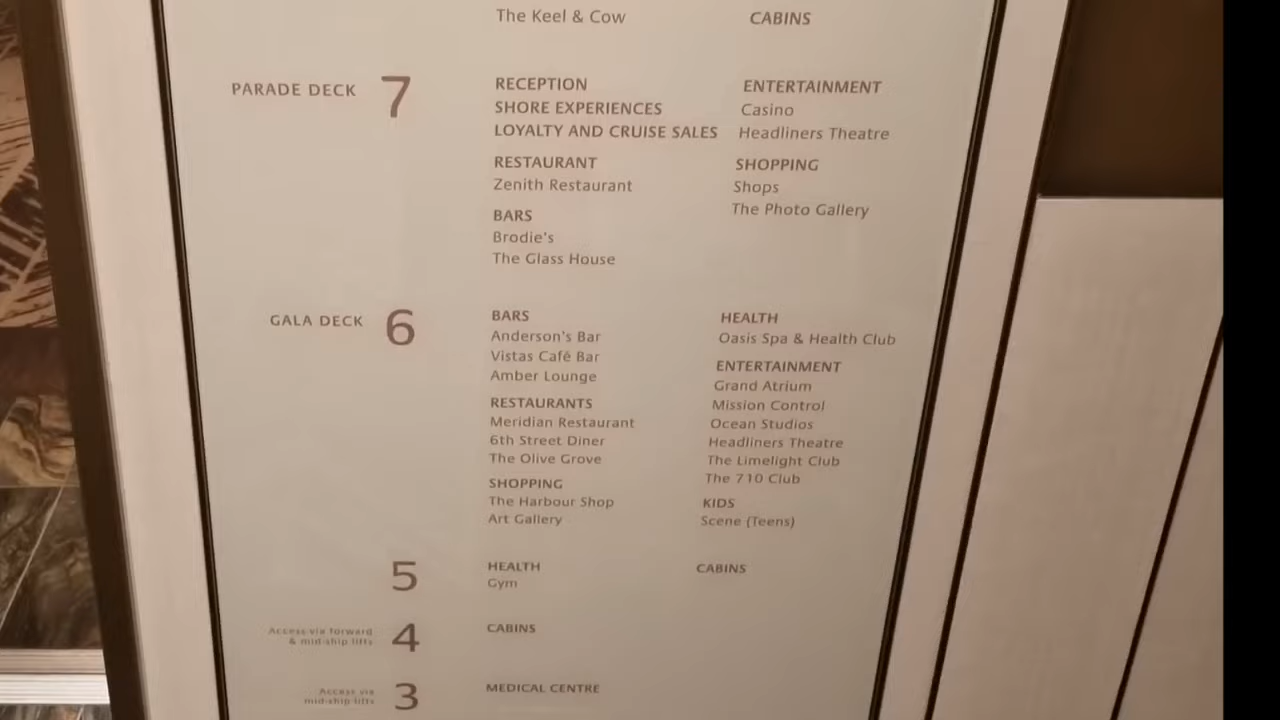 The Keel & Cow
CABINS
PARADE DECK 7
RECEPTION
SHORE EXPERIENCES
LOYALTY AND CRUISE SALES
RESTAURANT
Zenith Restaurant
BARS
Brodie's
The Glass House
ENTERTAINMENT
Casino
Headliners Theatre
SHOPPING
Shops
The Photo Gallery
GALA DECK 6
BARS
Anderson's Bar
Vistas Café Bar
Amber Lounge
RESTAURANTS
Meridian Restaurant
6th Street Diner
The Olive Grove
SHOPPING
The Harbour Shop
Art Gallery
HEALTH
Oasis Spa & Health Club
ENTERTAINMENT
Grand Atrium
Mission Control
Ocean Studios
Headliners Theatre
The Limelight Club
The 710 Club
KIDS
Scene (Teens)
5
HEALTH
Gym
CABINS
Access via forward
& mid-ship lifts
4
CABINS
Access via
mid-ship lifts
3
MEDICAL CENTRE